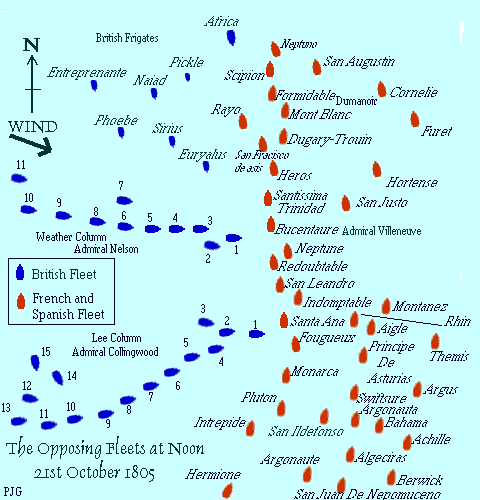 Africa
British Frigates
N
Neptuno
Pickle
San Augustin
Entreprenante
Naiad
Scipion
Cornelie
Formidable
Dumanoir
Rayo
Mont Blanc
Phoebe
Sirius
Furet
WIND
Dugary-Trouin
Euryalus
San Francisco
de asis
11
Heros
Hortense
7
Santissima
Trinidad
San Justo
10
9
8
6
5
4
3
2
1
Bucentaure
Admiral Villeneuve
Weather Column
Admiral Nelson
Neptune
Redoubtable
British Fleet
San Leandro
French and
Spanish Fleet
Indomptable
Montanez
3
2
1
Santa Ana
Rhin
Aigle
Lee Column
Admiral Collingwood
Fougueux
Themis
Principe
De
Asturias
5
4
15
14
7
6
Monarca
Argus
12
Swiftsure
Pluton
Argonauta
13
11
10
9
8
Intrepide
San Ildefonso
Bahama
Achille
The Opposing Fleets at Noon
21st October 1805
Algeciras
Argonaute
Hermione
Berwick
San Juan De Nepomuceno
PJG